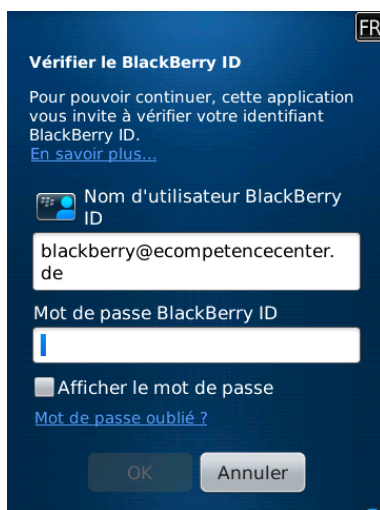 FR
Vérifier le BlackBerry ID
Pour pouvoir continuer, cette application
vous invite à vérifier votre identifiant
BlackBerry ID.
En savoir plus...
Nom d'utilisateur BlackBerry
ID
blackberry@ecompetencecenter.
de
Mot de passe BlackBerry ID
Afficher le mot de passe
Mot de passe oublié ?
OK
Annuler